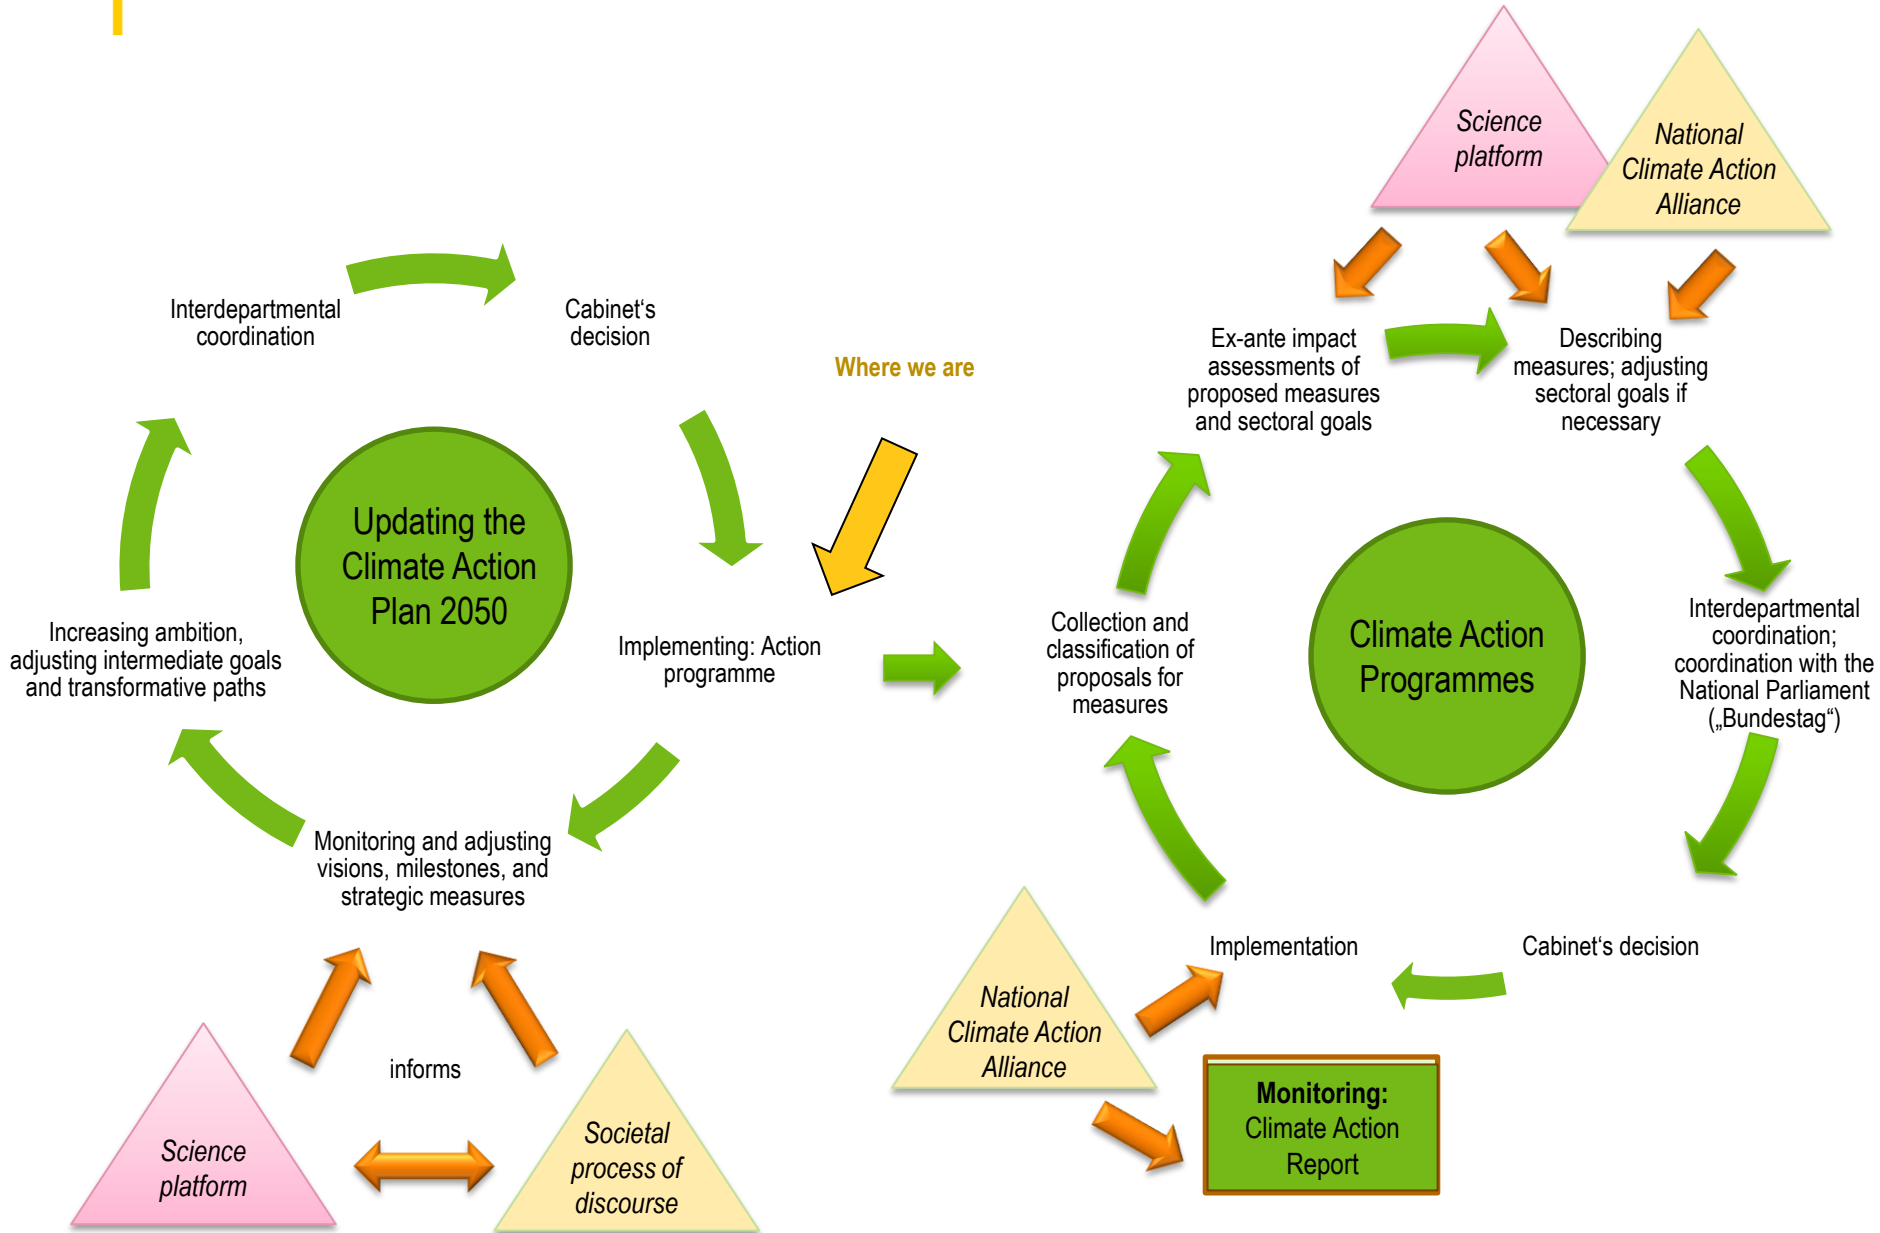 Science
platform
National
Climate Action
Alliance
Interdepartmental
coordination
Cabinet‘s
decision
Where we are
Updating the
Climate Action
Plan 2050
Increasing ambition,
adjusting intermediate goals
and transformative paths
Implementing: Action
programme
Monitoring and adjusting
visions, milestones, and
strategic measures
informs
Science
platform
Societal
process of
discourse
Ex-ante impact
assessments of
proposed measures
and sectoral goals
Describing
measures; adjusting
sectoral goals if
necessary
Collection and
classification of
proposals for
measures
Climate Action
Programmes
Interdepartmental
coordination;
coordination with the
National Parliament
(„Bundestag“)
Implementation
Cabinet‘s decision
National
Climate Action
Alliance
Monitoring:
Climate Action
Report